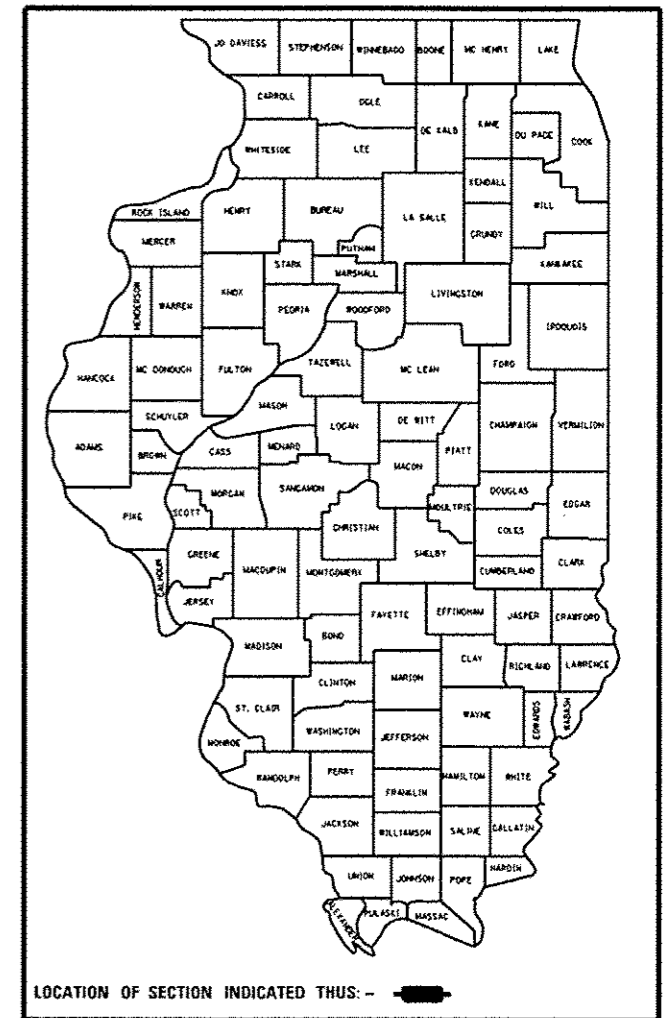 JO DAVIESS STEPHENSON WINNEBAGO BOONE MC HENRY LAKE
CARROLL OGLE
DE KALB KANE DU PAGE COOK
WHITESIDE LEE
KENDALL WILL
ROCK ISLAND HENRY BUREAU LA SALLE GRUNDY
MERCER PUTNAM KANKAKEE
STARK MARSHALL
HENDERSON WARREN KNOX PEORIA WOODFORD LIVINGSTON IROQUOIS
HANCOCK MC DONOUGH FULTON TAZEWELL MC LEAN FORD
MASON
SCHUYLER LOGAN DE WITT CHAMPAIGN VERMILION
ADAMS BROWN CASS MENARD MACON PIATT
MORGAN SANGAMON DOUGLAS EDGAR
PIKE SCOTT CHRISTIAN MOULTRIE COLES
GREENE MACOUPIN MONTGOMERY SHELBY CUMBERLAND CLARK
CALHOUN JERSEY
FAYETTE EFFINGHAM JASPER CRAWFORD
MADISON BOND
CLAY RICHLAND LAWRENCE
CLINTON MARION
ST. CLAIR WAYNE EDWARDS WABASH
MONROE WASHINGTON JEFFERSON
RANDOLPH PERRY HAMILTON WHITE
FRANKLIN
JACKSON WILLIAMSON SALINE GALLATIN
UNION JOHNSON POPE HARDIN
ALEXANDER PULASKI MASSAC
LOCATION OF SECTION INDICATED THUS: -